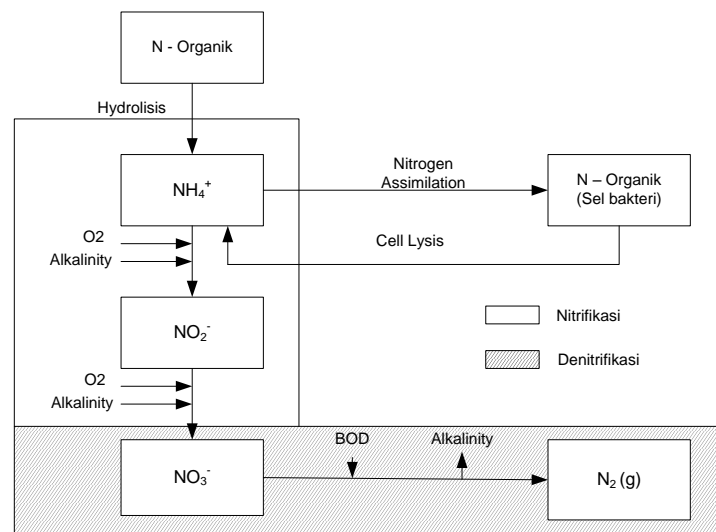 N - Organik
Hydrolisis
NH₄⁺
Nitrogen
Assimilation
N – Organik
(Sel bakteri)
O2
Alkalinity
Cell Lysis
NO₂⁻
Nitrifikasi
Denitrifikasi
O2
Alkalinity
NO₃⁻
BOD
Alkalinity
N₂ (g)